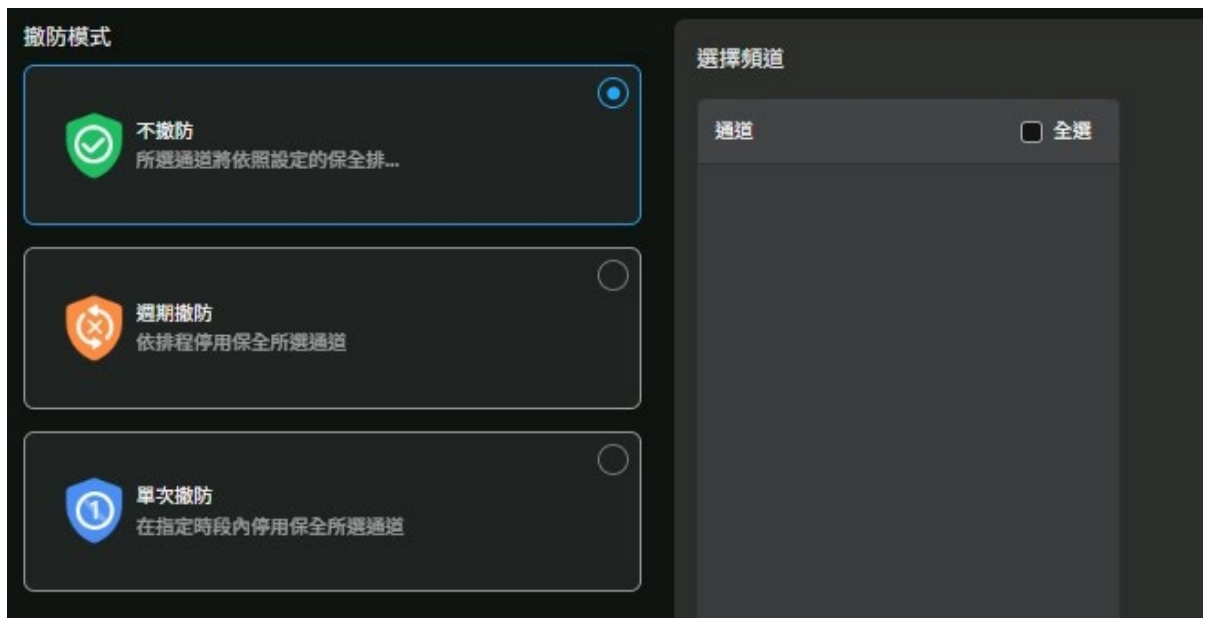 撤防模式
不撤防
所選通道將依照設定的保全排...
週期撤防
依排程停用保全所選通道
1
單次撤防
在指定時段內停用保全所選通道
選擇頻道
通道
全選